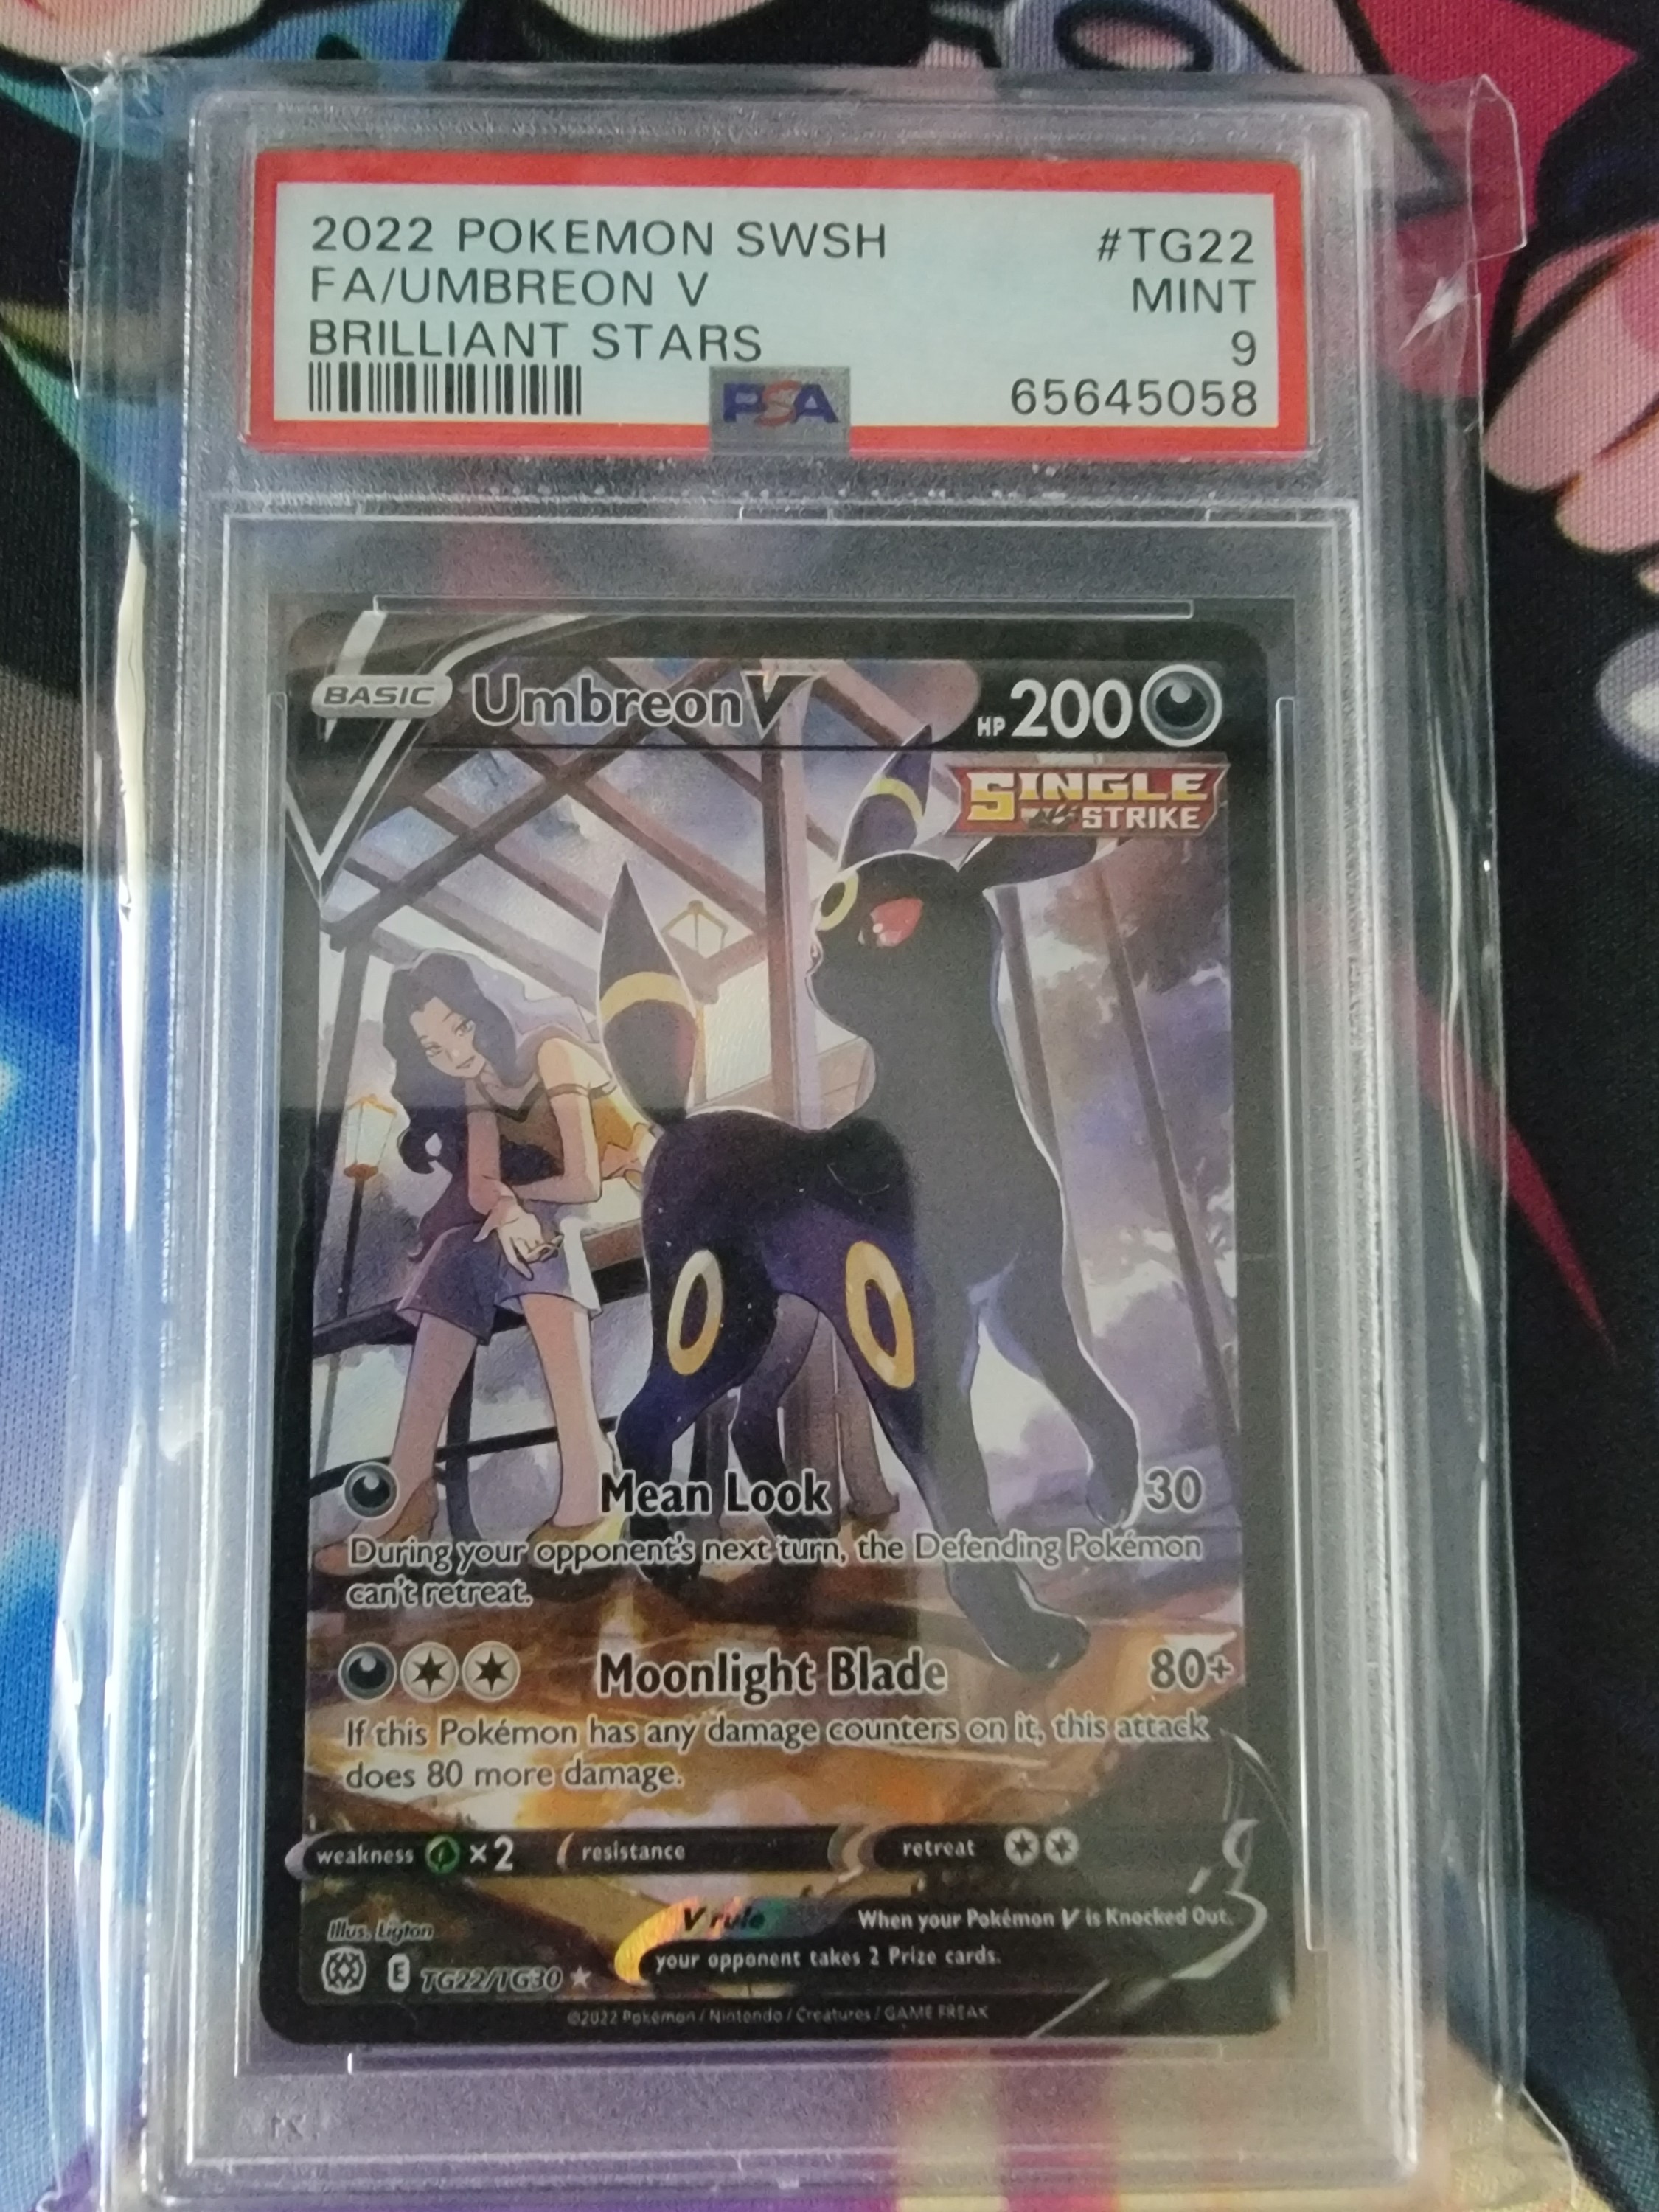 2022 POKEMON SWSH #TG22
FA/UMBREON V MINT
BRILLIANT STARS 9
PSA 65645058
BASIC Umbreon V HP 200
SINGLE
STRIKE
Mean Look 30
During your opponent's next turn, the Defending Pokémon
can't retreat.
Moonlight Blade 80+
If this Pokémon has any damage counters on it, this attack
does 80 more damage.
weakness ×2 resistance retreat
V rule When your Pokémon V is Knocked Out,
your opponent takes 2 Prize cards.
Illus. Ligton
E TG22/TG30
©2022 Pokémon / Nintendo / Creatures / GAME FREAK